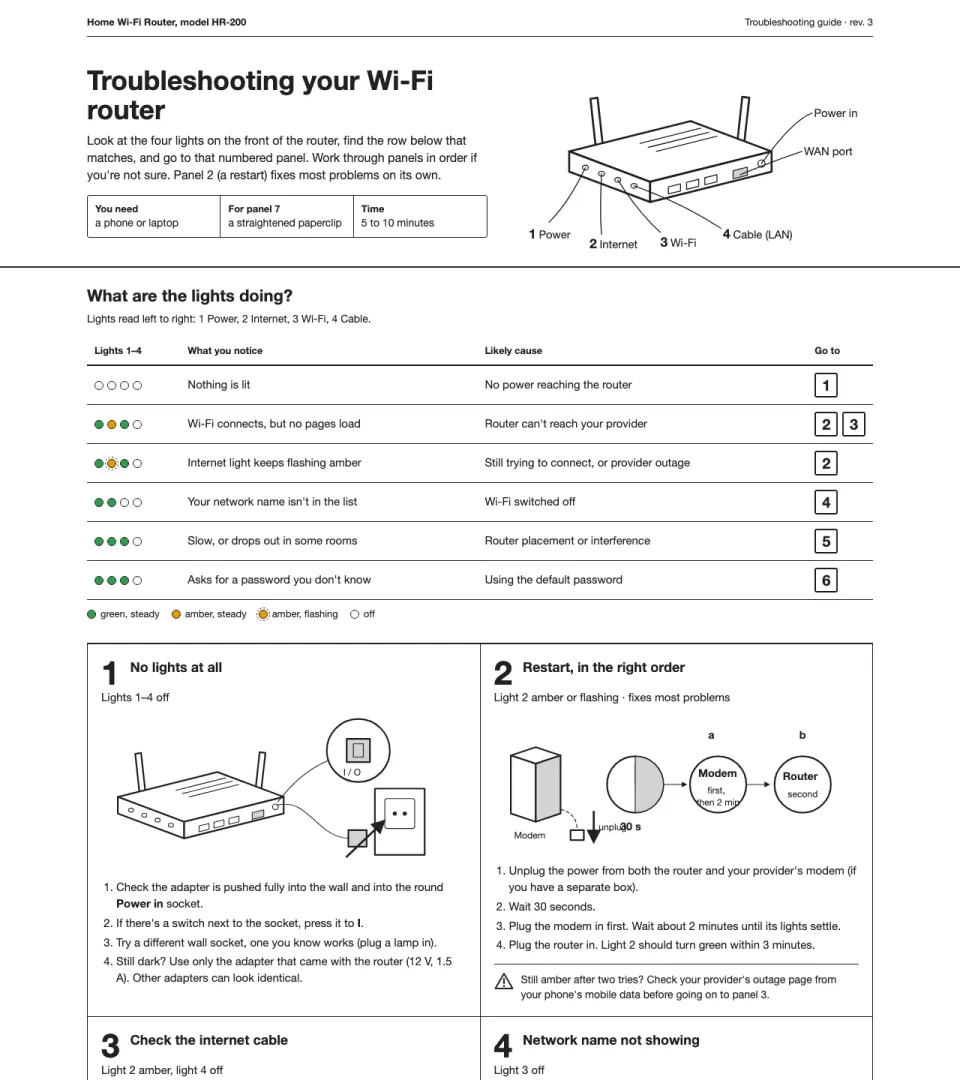 Home Wi-Fi Router, model HR-200
Troubleshooting guide · rev. 3
Troubleshooting your Wi-Fi
router
Look at the four lights on the front of the router, find the row below that
matches, and go to that numbered panel. Work through panels in order if
you're not sure. Panel 2 (a restart) fixes most problems on its own.
You need
a phone or laptop
For panel 7
a straightened paperclip
Time
5 to 10 minutes
Power in
WAN port
1 Power
2 Internet
3 Wi-Fi
4 Cable (LAN)
What are the lights doing?
Lights read left to right: 1 Power, 2 Internet, 3 Wi-Fi, 4 Cable.
Lights 1–4 What you notice Likely cause Go to
Nothing is lit No power reaching the router 1
Wi-Fi connects, but no pages load Router can't reach your provider 2 3
Internet light keeps flashing amber Still trying to connect, or provider outage 2
Your network name isn't in the list Wi-Fi switched off 4
Slow, or drops out in some rooms Router placement or interference 5
Asks for a password you don't know Using the default password 6
green, steady amber, steady amber, flashing off
1 No lights at all
Lights 1–4 off
I / O
1. Check the adapter is pushed fully into the wall and into the round
Power in socket.
2. If there's a switch next to the socket, press it to I.
3. Try a different wall socket, one you know works (plug a lamp in).
4. Still dark? Use only the adapter that came with the router (12 V, 1.5
A). Other adapters can look identical.
2 Restart, in the right order
Light 2 amber or flashing · fixes most problems
a
b
Modem
first,
then 2 min
Router
second
unplug
30 s
Modem
1. Unplug the power from both the router and your provider's modem (if
you have a separate box).
2. Wait 30 seconds.
3. Plug the modem in first. Wait about 2 minutes until its lights settle.
4. Plug the router in. Light 2 should turn green within 3 minutes.
Still amber after two tries? Check your provider's outage page from
your phone's mobile data before going on to panel 3.
3 Check the internet cable
Light 2 amber, light 4 off
4 Network name not showing
Light 3 off